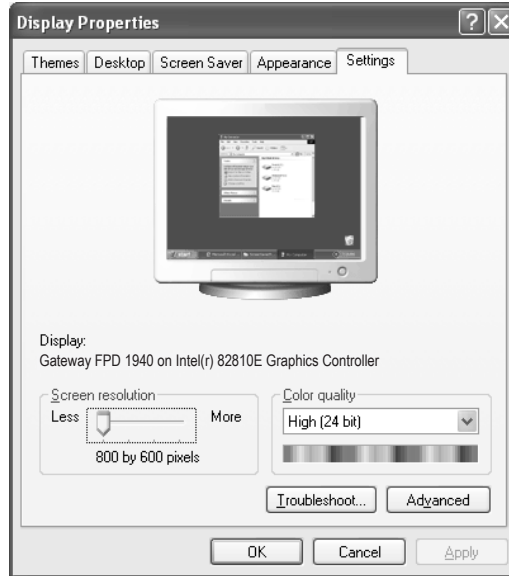 Display Properties
Themes Desktop Screen Saver Appearance Settings
Display:
Gateway FPD 1940 on Intel(r) 82810E Graphics Controller
Screen resolution
Less More
800 by 600 pixels
Color quality
High (24 bit)
Troubleshoot... Advanced
OK Cancel Apply